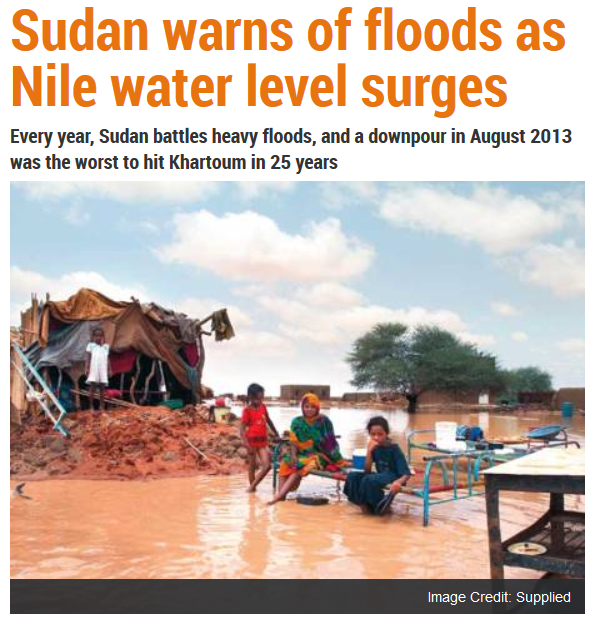 Sudan warns of floods as
Nile water level surges
Every year, Sudan battles heavy floods, and a downpour in August 2013
was the worst to hit Khartoum in 25 years
Image Credit: Supplied